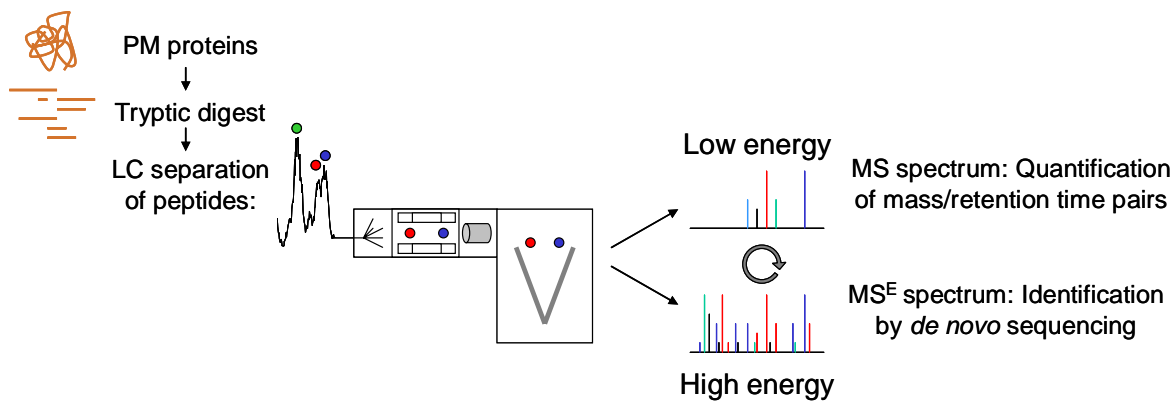 PM proteins
Tryptic digest
LC separation
of peptides:
Low energy
MS spectrum: Quantification
of mass/retention time pairs
MSᴱ spectrum: Identification
by de novo sequencing
High energy